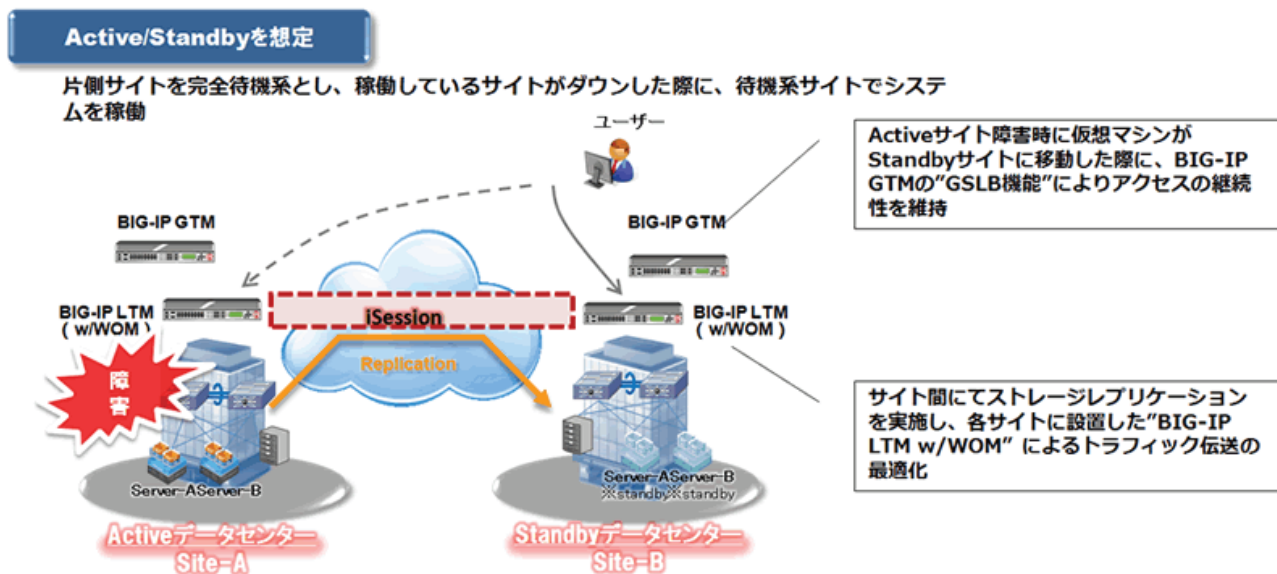 Active/Standbyを想定
片側サイトを完全待機系とし、稼働しているサイトがダウンした際に、待機系サイトでシステ
ムを稼働
ユーザー
Activeサイト障害時に仮想マシンが
Standbyサイトに移動した際に、BIG-IP
GTMの”GSLB機能”によりアクセスの継続
性を維持
BIG-IP GTM
BIG-IP GTM
BIG-IP LTM
( w/WOM )
iSession
BIG-IP LTM
( w/WOM )
Replication
障
害
サイト間にてストレージレプリケーション
を実施し、各サイトに設置した”BIG-IP
LTM w/WOM” によるトラフィック伝送の
最適化
Server-AServer-B
Server-AServer-B
※standby※standby
Activeデータセンター
Site-A
Standbyデータセンター
Site-B